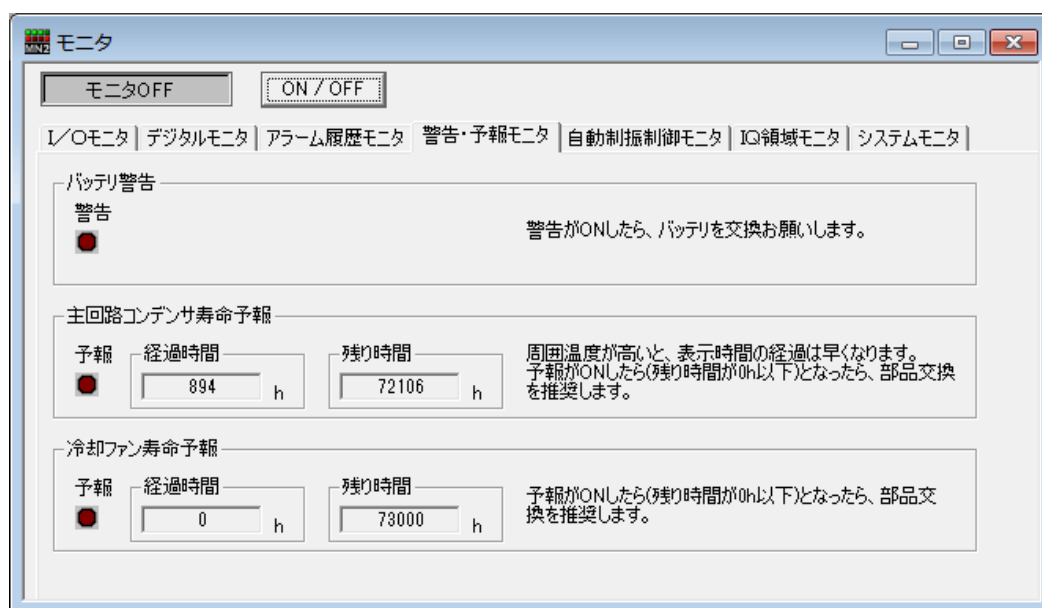 MN2 モニタ
モニタOFF ON / OFF
I/Oモニタ デジタルモニタ アラーム履歴モニタ 警告・予報モニタ 自動制振制御モニタ IQ領域モニタ システムモニタ
バッテリ警告
警告
警告がONしたら、バッテリを交換お願いします。
主回路コンデンサ寿命予報
予報 経過時間 残り時間
894 h 72106 h
周囲温度が高いと、表示時間の経過は早くなります。
予報がONしたら(残り時間が0h以下)となったら、部品交換
を推奨します。
冷却ファン寿命予報
予報 経過時間 残り時間
0 h 73000 h
予報がONしたら(残り時間が0h以下)となったら、部品交
換を推奨します。